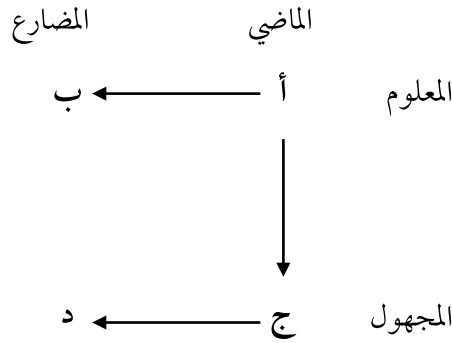 الماضي المضارع
المعلوم أ ب
المجهول ج د